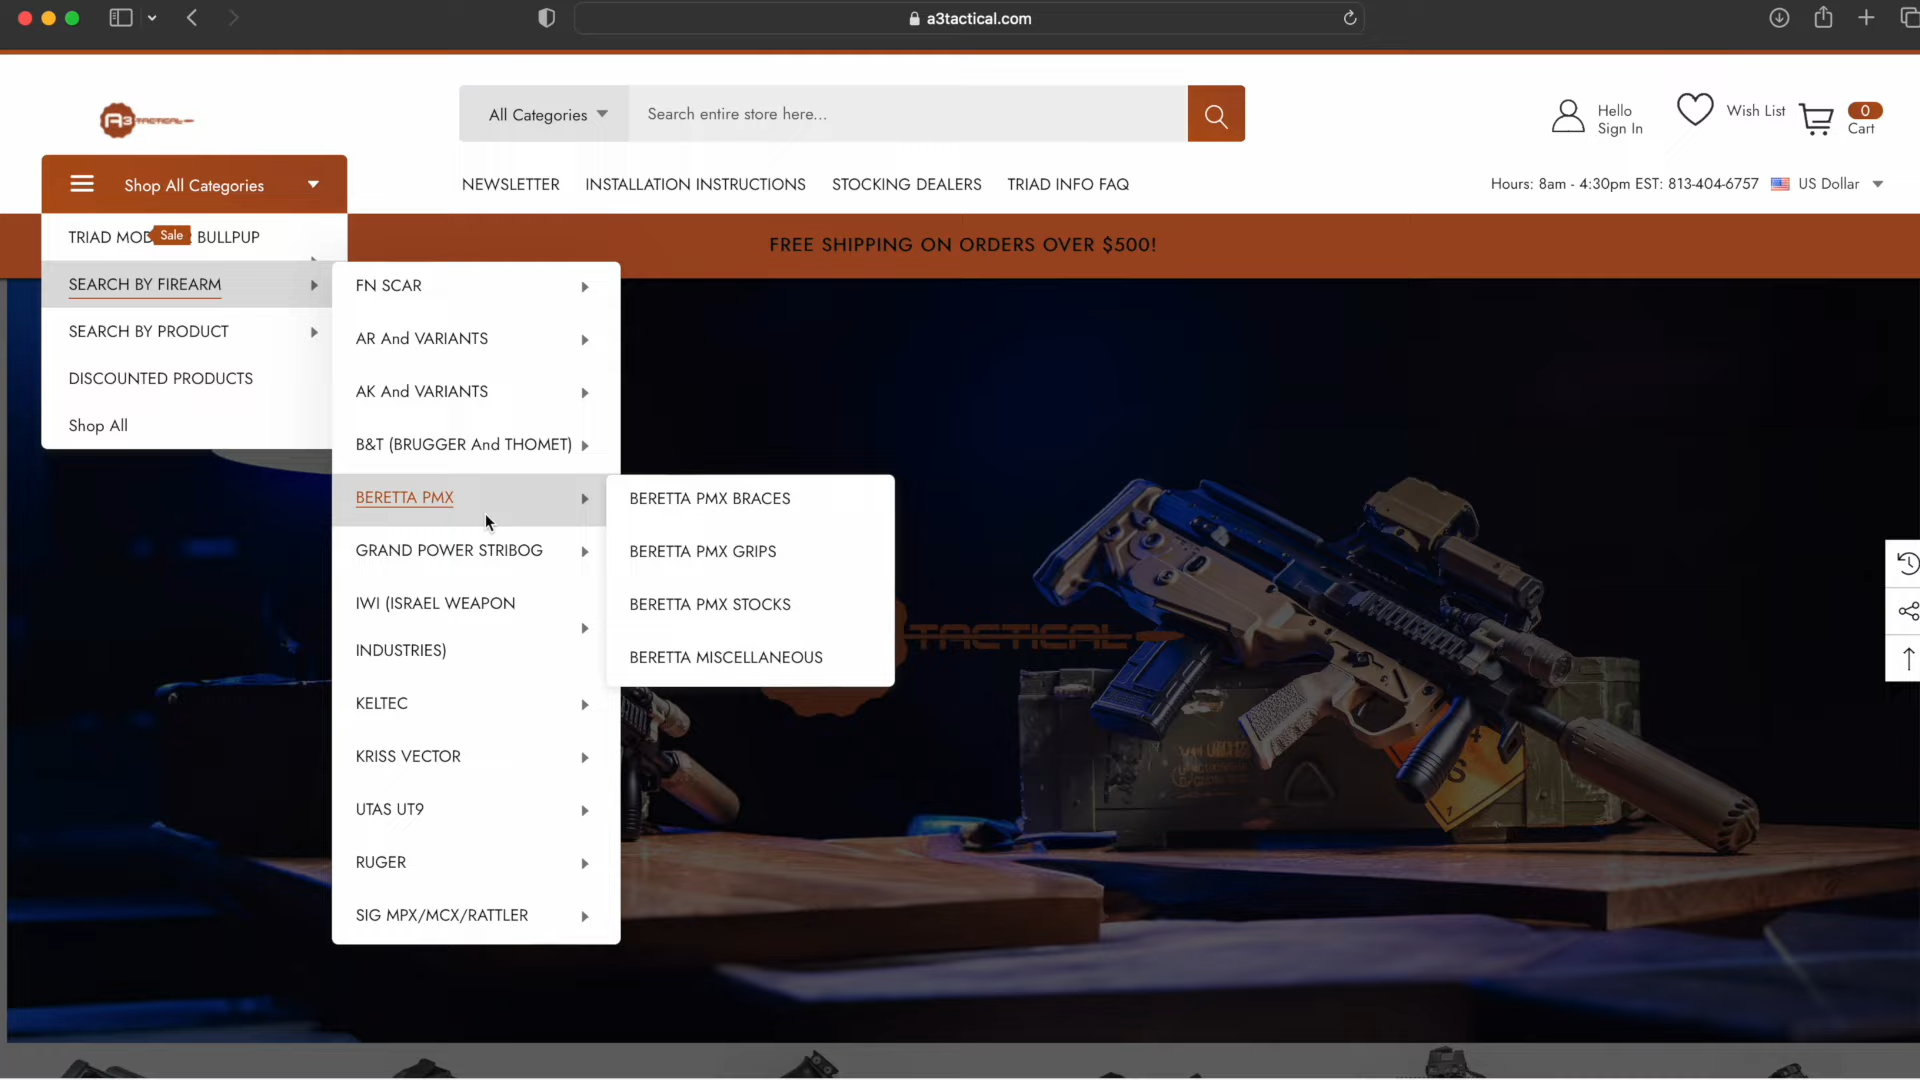 a3tactical.com
A3 TACTICAL
All Categories
Search entire store here...
Hello
Sign In
Wish List
0
Cart
Shop All Categories
NEWSLETTER
INSTALLATION INSTRUCTIONS
STOCKING DEALERS
TRIAD INFO FAQ
Hours: 8am - 4:30pm EST: 813-404-6757
US Dollar
FREE SHIPPING ON ORDERS OVER $500!
TRIAD MOD
Sale
BULLPUP
SEARCH BY FIREARM
SEARCH BY PRODUCT
DISCOUNTED PRODUCTS
Shop All
FN SCAR
AR And VARIANTS
AK And VARIANTS
B&T (BRUGGER And THOMET)
BERETTA PMX
GRAND POWER STRIBOG
IWI (ISRAEL WEAPON
INDUSTRIES)
KELTEC
KRISS VECTOR
UTAS UT9
RUGER
SIG MPX/MCX/RATTLER
BERETTA PMX BRACES
BERETTA PMX GRIPS
BERETTA PMX STOCKS
BERETTA MISCELLANEOUS
TACTICAL